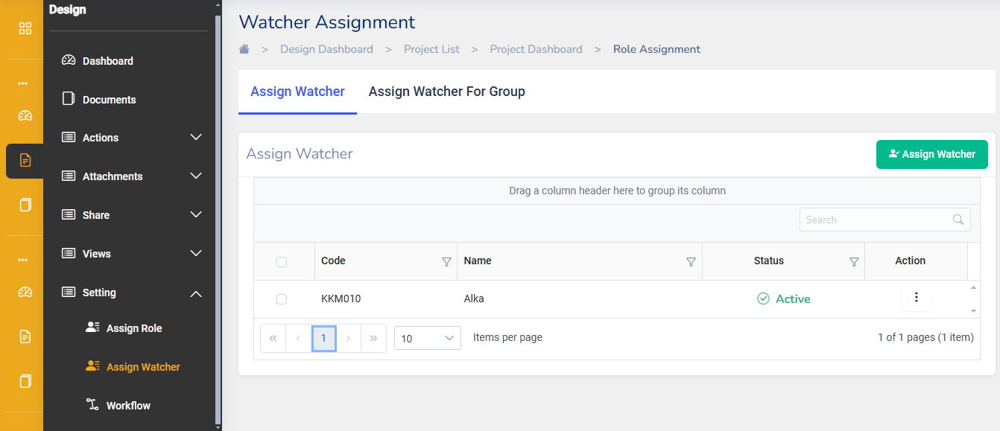 Design
Dashboard
Documents
Actions
Attachments
Share
Views
Setting
Assign Role
Assign Watcher
Workflow
Watcher Assignment
> Design Dashboard > Project List > Project Dashboard > Role Assignment
Assign Watcher Assign Watcher For Group
Assign Watcher Assign Watcher
Drag a column header here to group its column
Search
Code Name Status Action
KKM010 Alka Active
1 10 Items per page 1 of 1 pages (1 item)